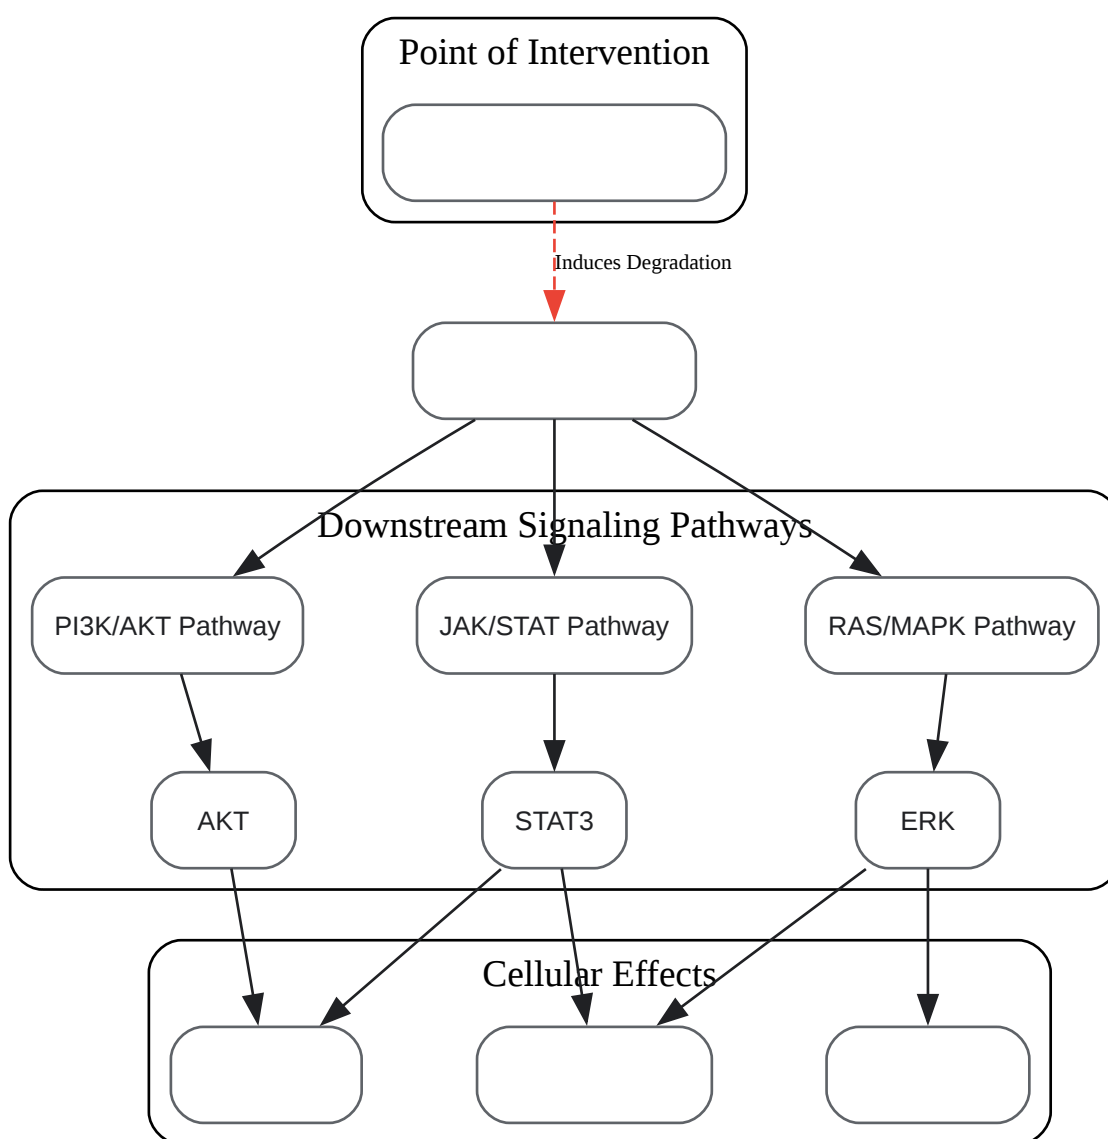 Point of Intervention
Induces Degradation
Downstream Signaling Pathways
PI3K/AKT Pathway
JAK/STAT Pathway
RAS/MAPK Pathway
AKT
STAT3
ERK
Cellular Effects